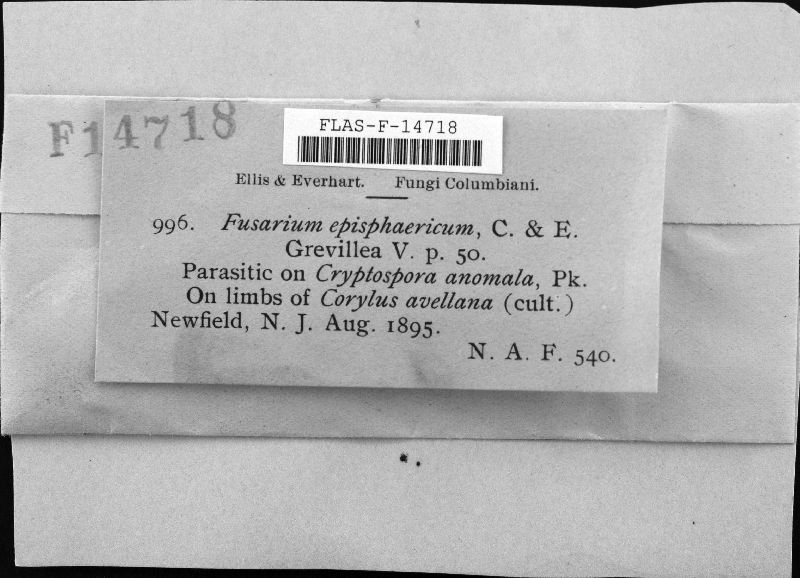 F14718
FLAS-F-14718
Ellis & Everhart. Fungi Columbiani.
996. Fusarium episphaericum, C. & E.
Grevillea V. p. 50.
Parasitic on Cryptospora anomala, Pk.
On limbs of Corylus avellana (cult.)
Newfield, N. J. Aug. 1895.
N. A. F. 540.